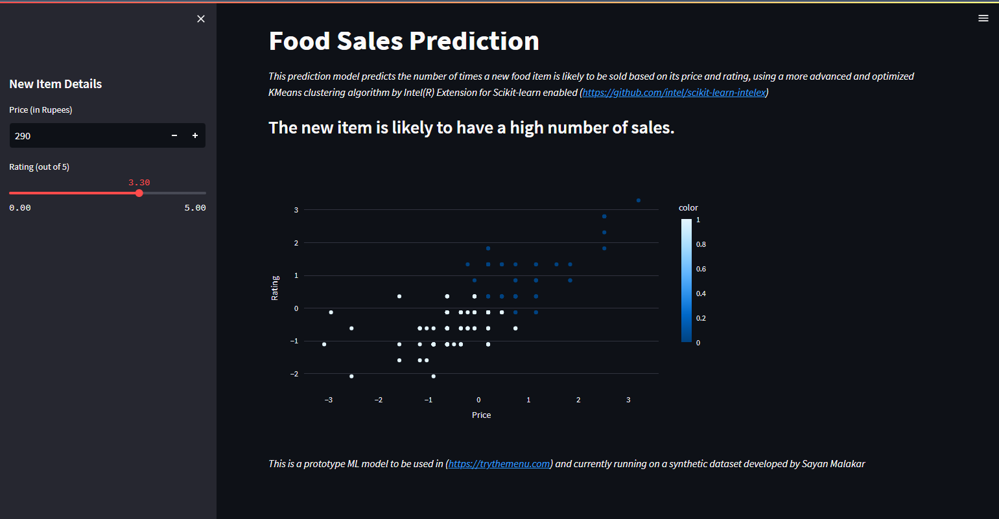 New Item Details
Price (in Rupees)
290
Rating (out of 5)
3.30
0.00 5.00
Food Sales Prediction
This prediction model predicts the number of times a new food item is likely to be sold based on its price and rating, using a more advanced and optimized
KMeans clustering algorithm by Intel(R) Extension for Scikit-learn enabled (https://github.com/intel/scikit-learn-intelex)
The new item is likely to have a high number of sales.
Rating
3
2
1
0
−1
−2
−3 −2 −1 0 1 2 3
Price
color
1
0.8
0.6
0.4
0.2
0
This is a prototype ML model to be used in (https://trythemenu.com) and currently running on a synthetic dataset developed by Sayan Malakar